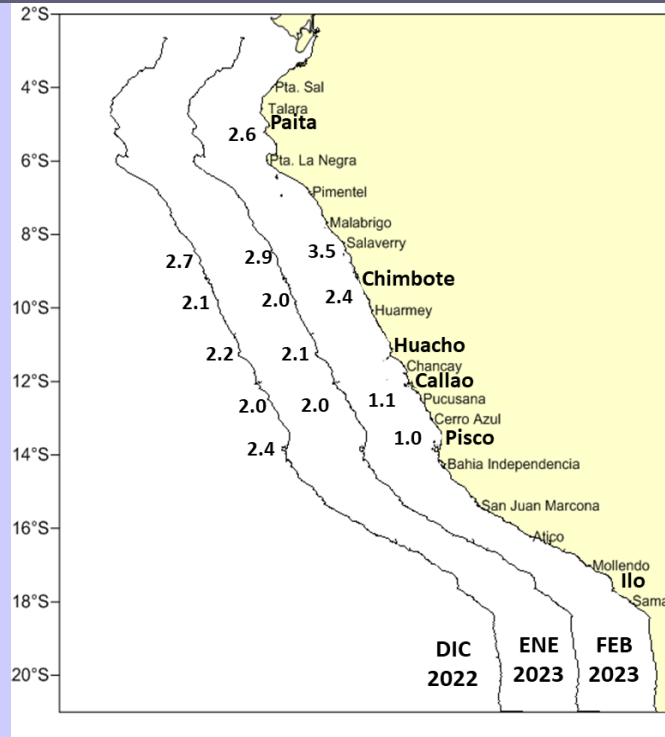 2°S
4°S
Pta. Sal
Talara
Paita
2.6
6°S
Pta. La Negra
Pimentel
Malabrigo
8°S
Salaverry
2.7
2.9
3.5
Chimbote
2.1
2.0
2.4
10°S
Huarmey
Huacho
2.2
2.1
Chancay
12°S
Callao
2.0
2.0
1.1
Pucusana
Cerro Azul
2.4
1.0
Pisco
14°S
Bahia Independencia
San Juan Marcona
16°S
Atico
Mollendo
Ilo
18°S
Sama
DIC
2022
ENE
2023
FEB
2023
20°S